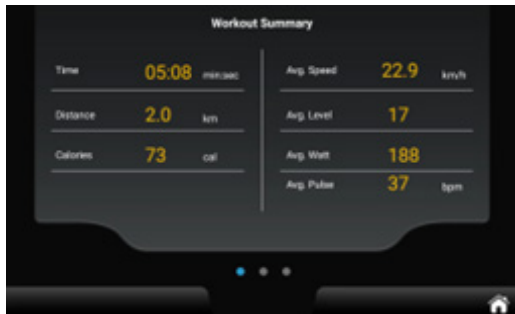 Workout Summary
Time 05:08 min:sec
Distance 2.0 km
Calories 73 cal
Avg. Speed 22.9 km/h
Avg. Level 17
Avg. Watt 188
Avg. Pulse 37 bpm